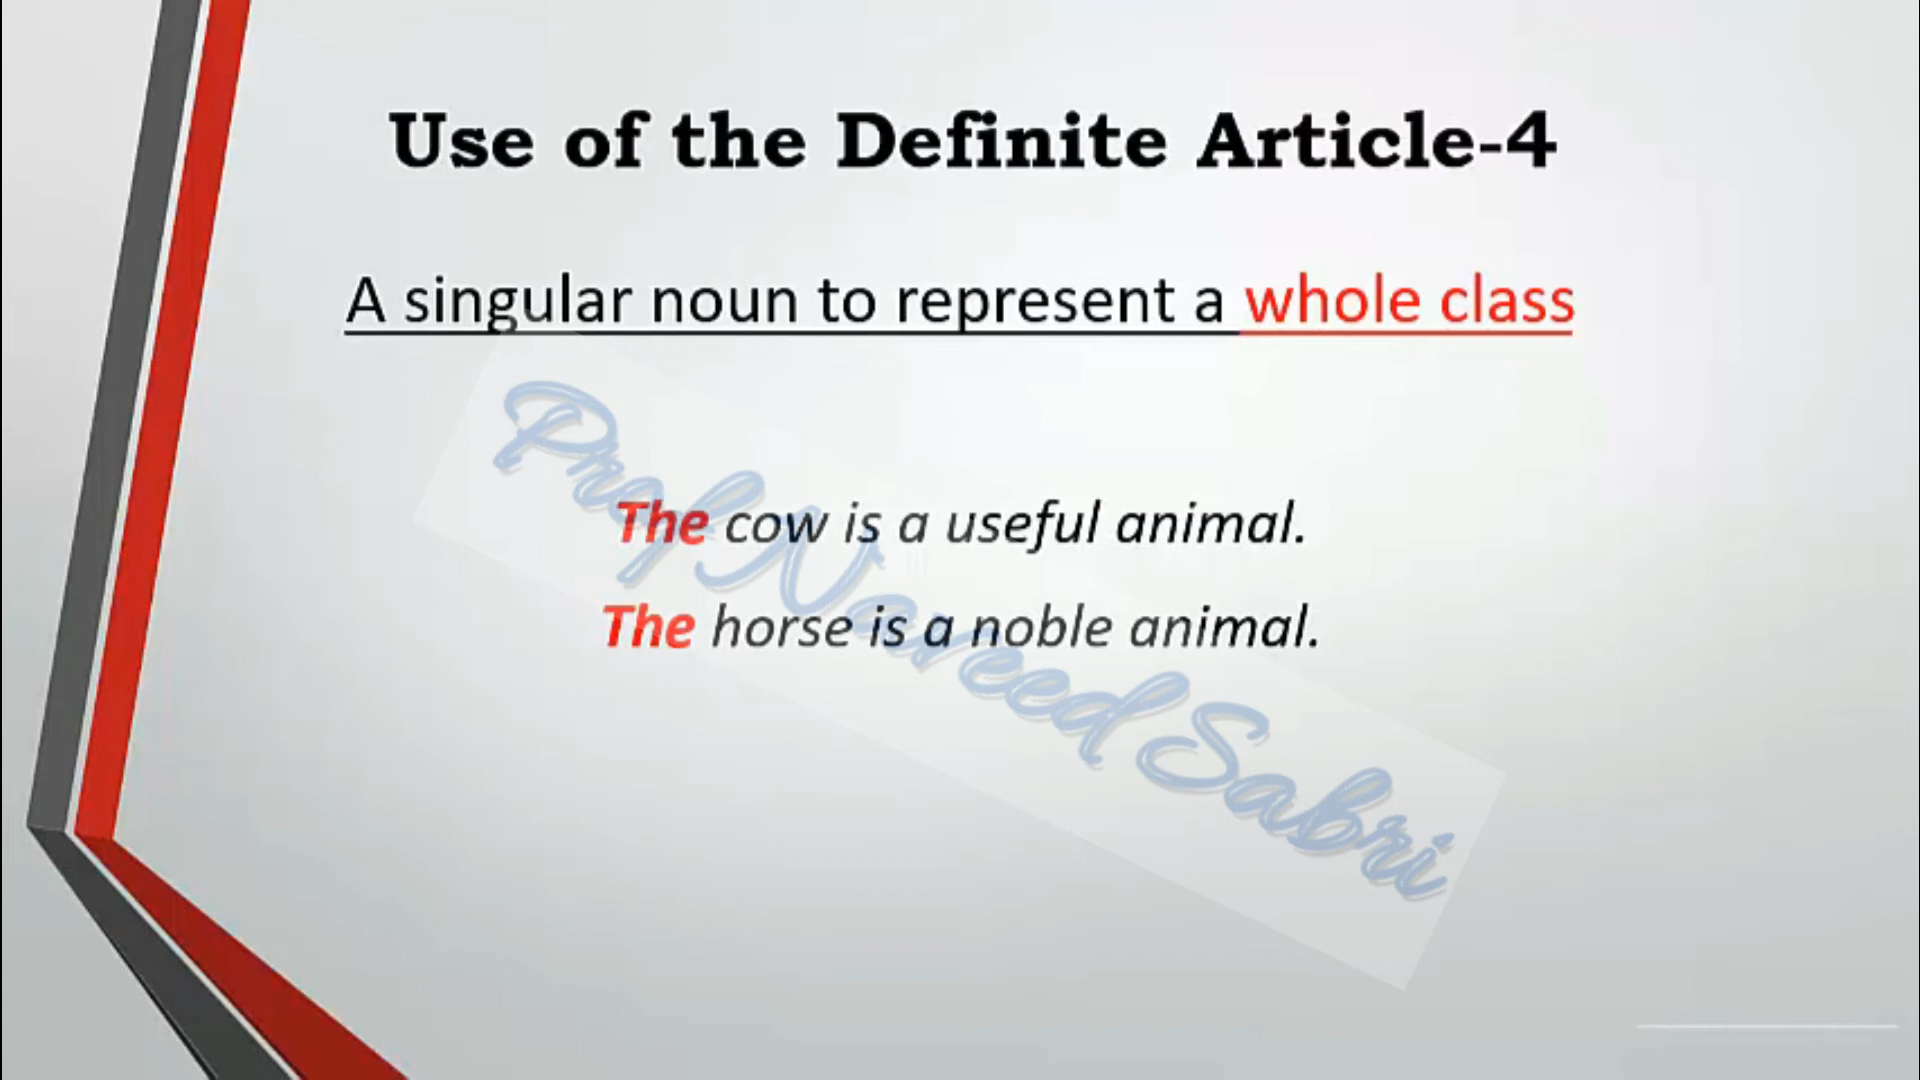 Use of the Definite Article-4
A singular noun to represent a whole class
The cow is a useful animal.
The horse is a noble animal.
Prof Naveed Sabri